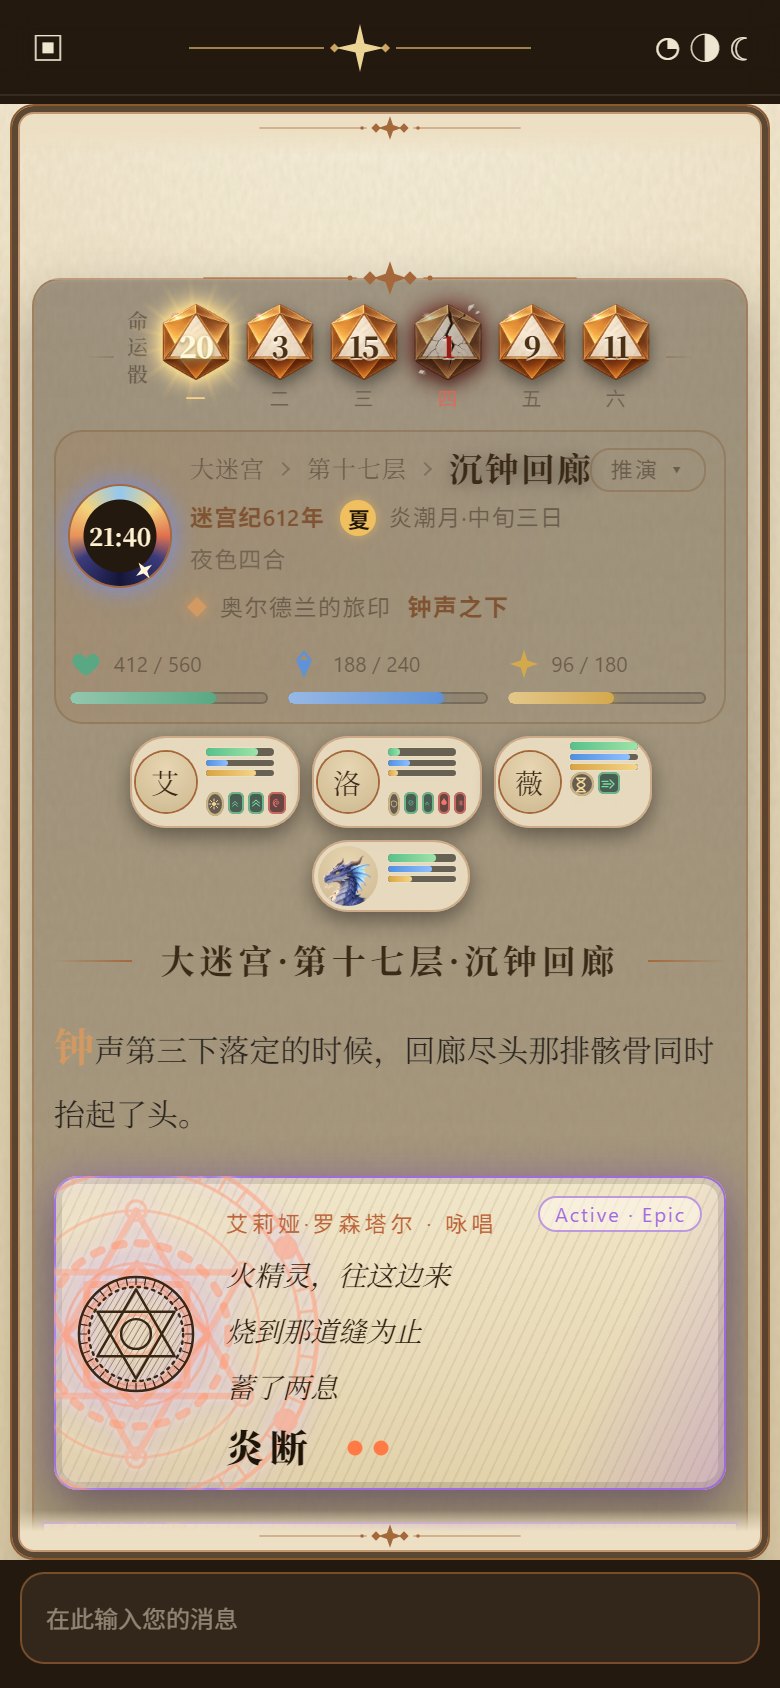 命运骰
20 3 15 1 9 11
一 二 三 四 五 六
大迷宫 › 第十七层 › 沉钟回廊 推演 ▾
21:40
迷宫纪612年 夏 炎潮月·中旬三日
夜色四合
奥尔德兰的旅印 钟声之下
412 / 560 188 / 240 96 / 180
艾 洛 薇
大迷宫·第十七层·沉钟回廊
钟声第三下落定的时候，回廊尽头那排骸骨同时
抬起了头。
艾莉娅·罗森塔尔 · 咏唱 Active · Epic
火精灵，往这边来
烧到那道缝为止
蓄了两息
炎断
在此输入您的消息